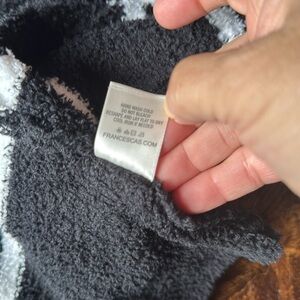 HAND WASH COLD
DO NOT BLEACH
RESHAPE AND LAY FLAT TO DRY
COOL IRON IF NEEDED
FRANCESCAS.COM